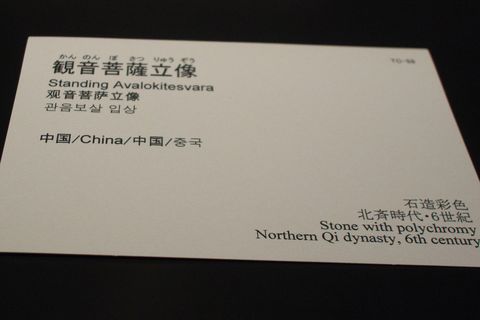 かんのんぼさつりゅうぞう
観音菩薩立像
TC-58
Standing Avalokitesvara
观音菩萨立像
관음보살 입상
中国/China/中国/중국
石造彩色
北斉時代・6世紀
Stone with polychromy
Northern Qi dynasty, 6th century